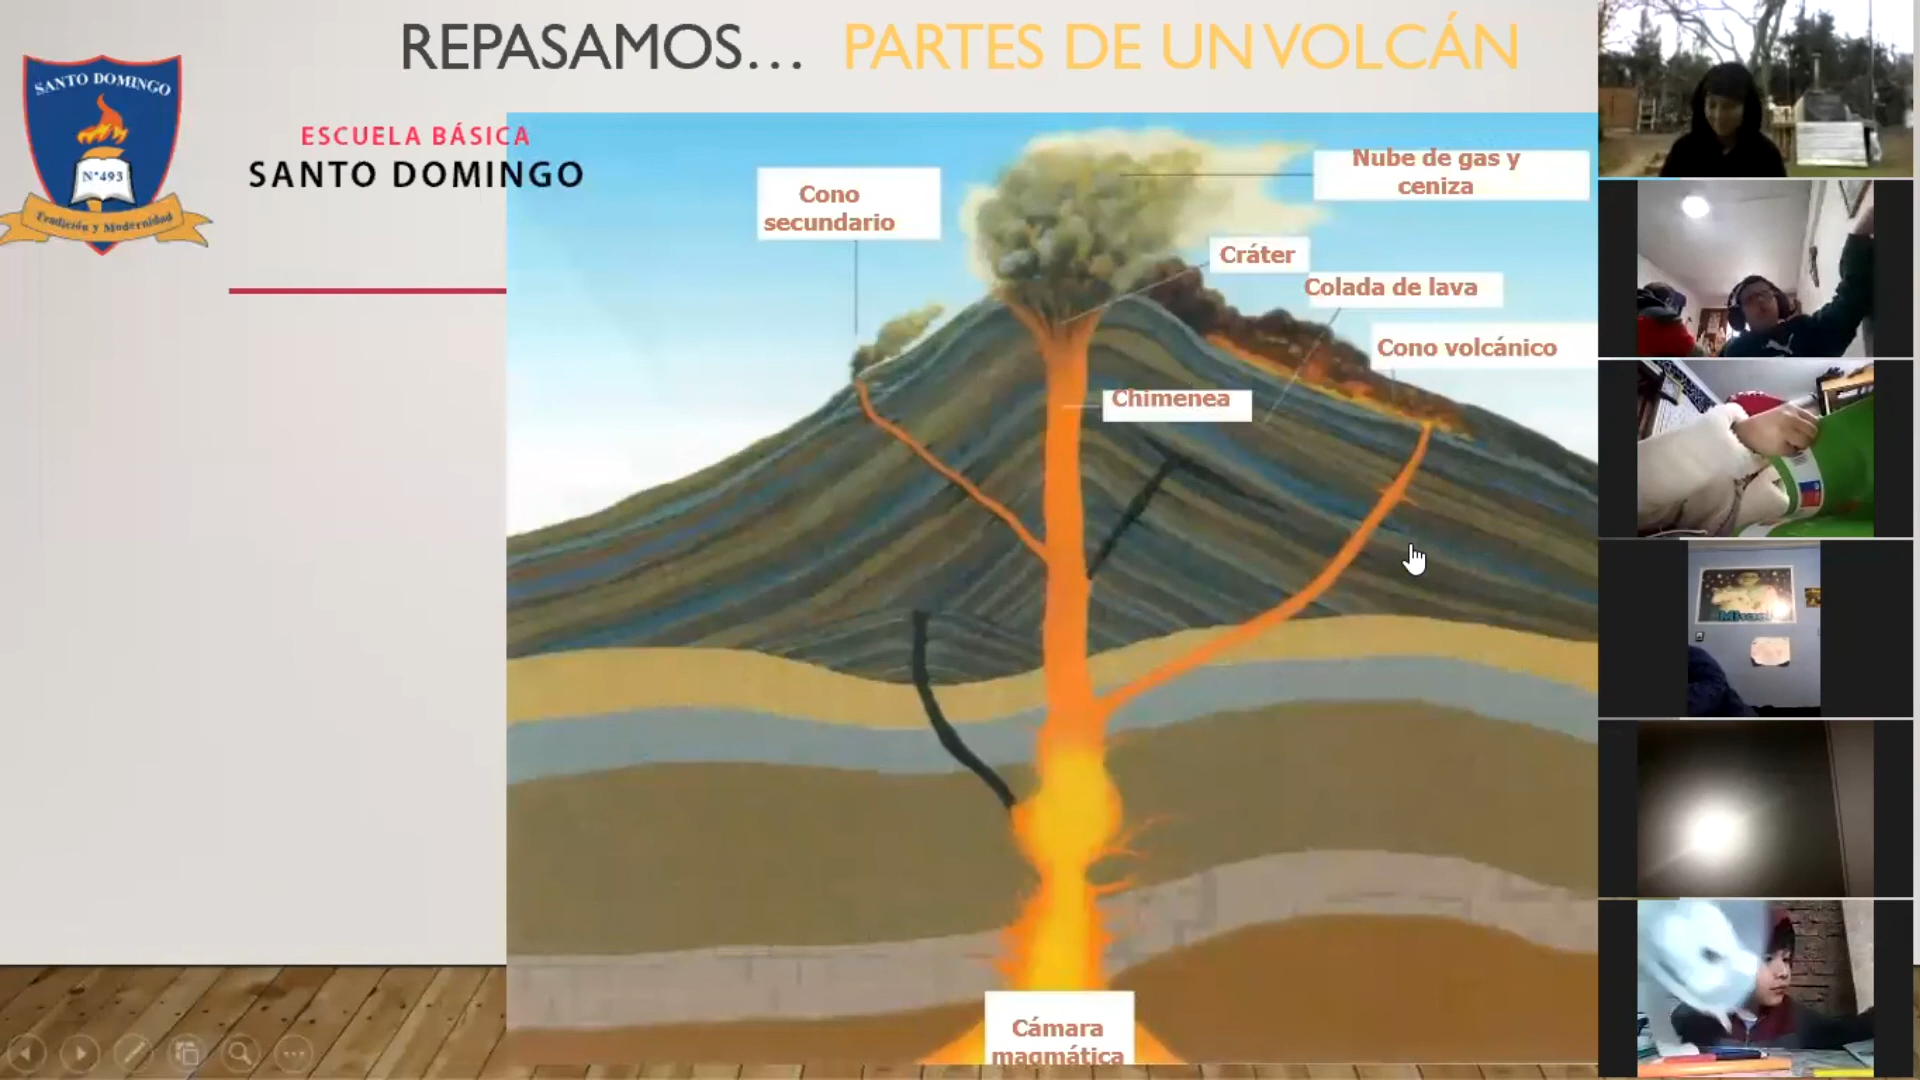 REPASAMOS... PARTES DE UN VOLCÁN
SANTO DOMINGO
N°493
Tradición y Modernidad
ESCUELA BÁSICA
SANTO DOMINGO
Cono
secundario
Nube de gas y
ceniza
Cráter
Colada de lava
Cono volcánico
Chimenea
Cámara
magmática